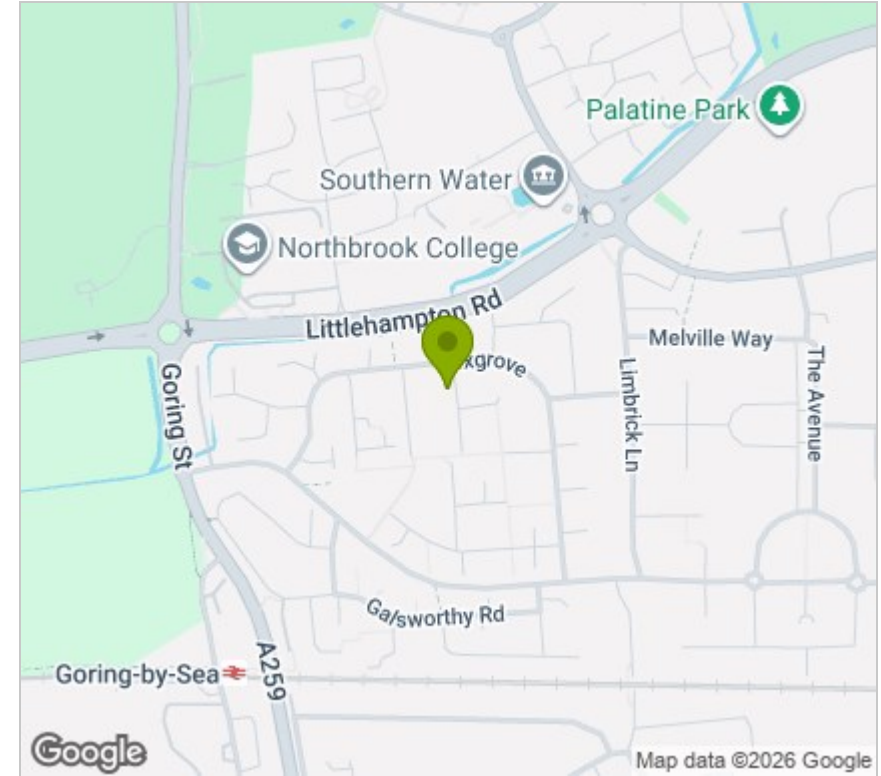 Palatine Park
Southern Water
Northbrook College
Littlehampton Rd
xgrove
Melville Way
Goring St
Limbrick Ln
The Avenue
Galsworthy Rd
Goring-by-Sea
A259
Google
Map data ©2026 Google